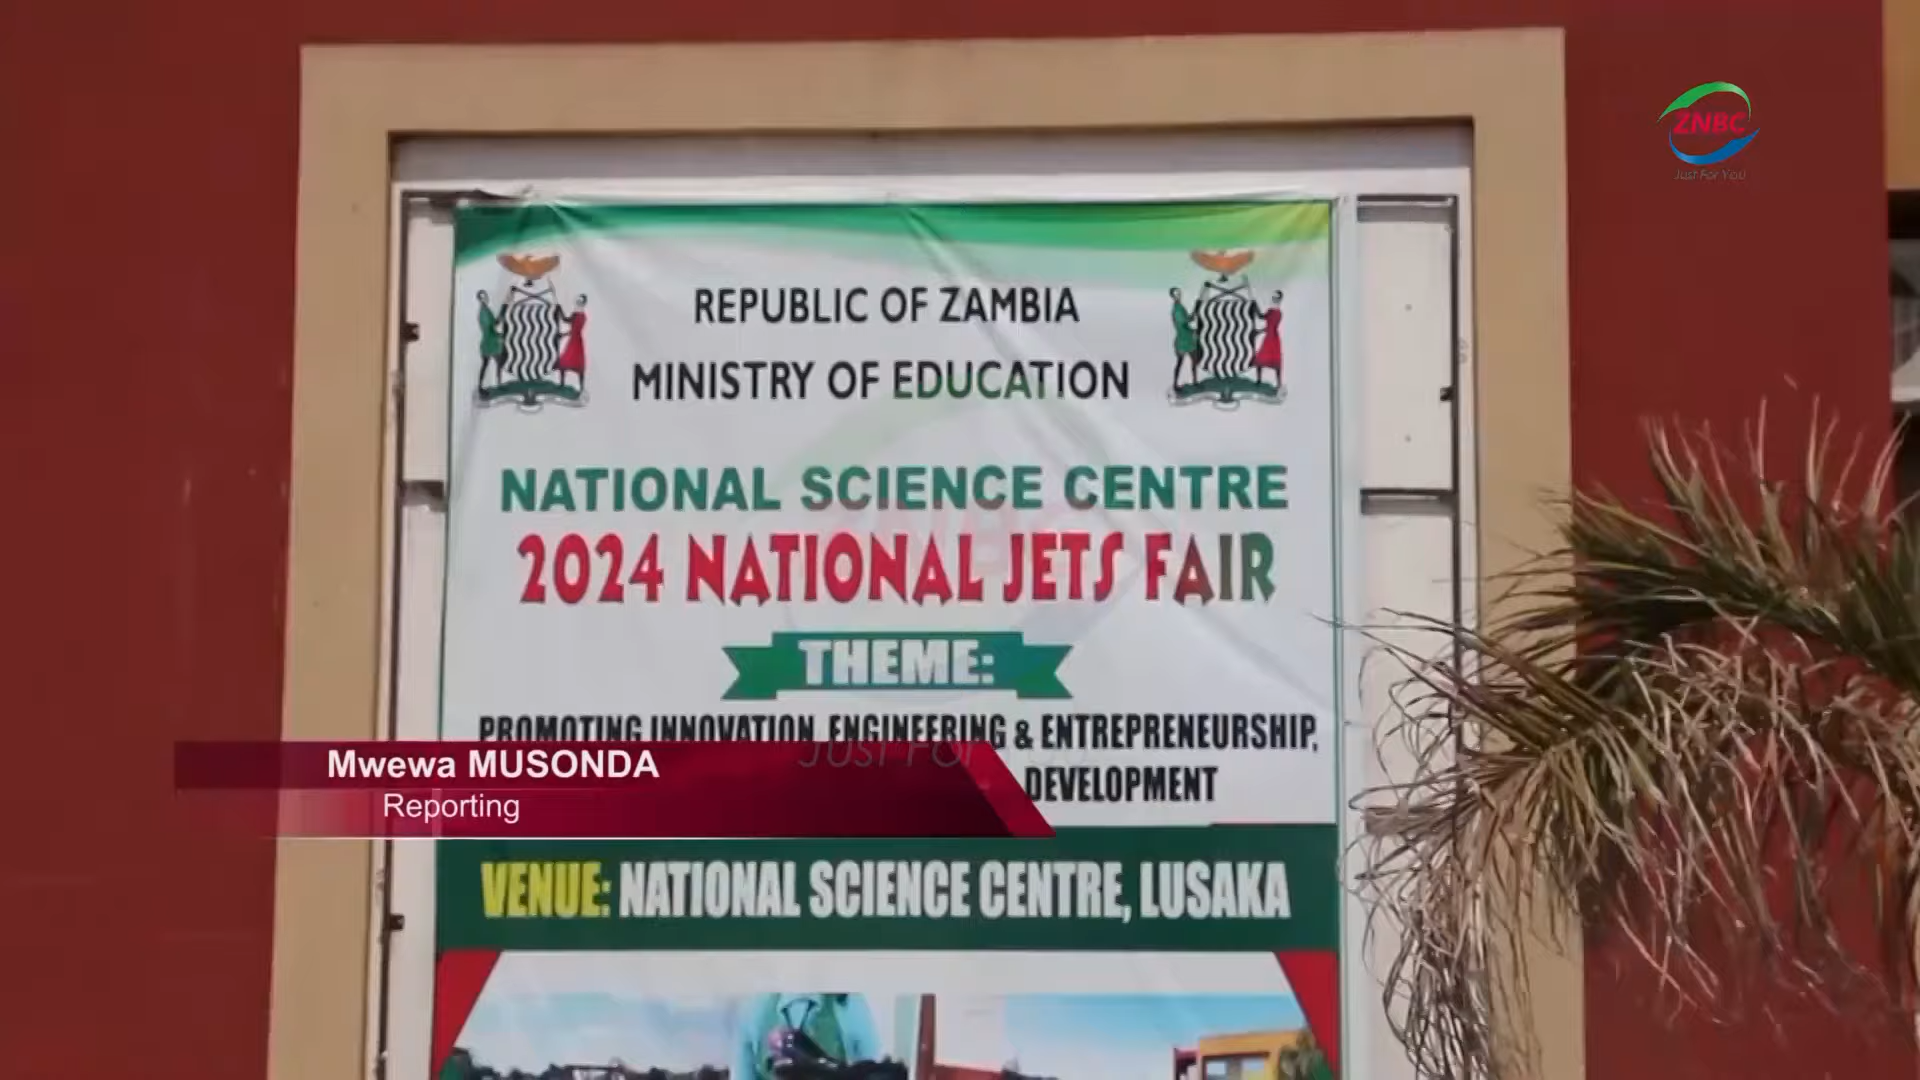 ZNBC
Just For You
REPUBLIC OF ZAMBIA
MINISTRY OF EDUCATION
NATIONAL SCIENCE CENTRE
2024 NATIONAL JETS FAIR
THEME:
PROMOTING INNOVATION, ENGINEERING & ENTREPRENEURSHIP,
DEVELOPMENT
Mwewa MUSONDA
Reporting
VENUE: NATIONAL SCIENCE CENTRE, LUSAKA